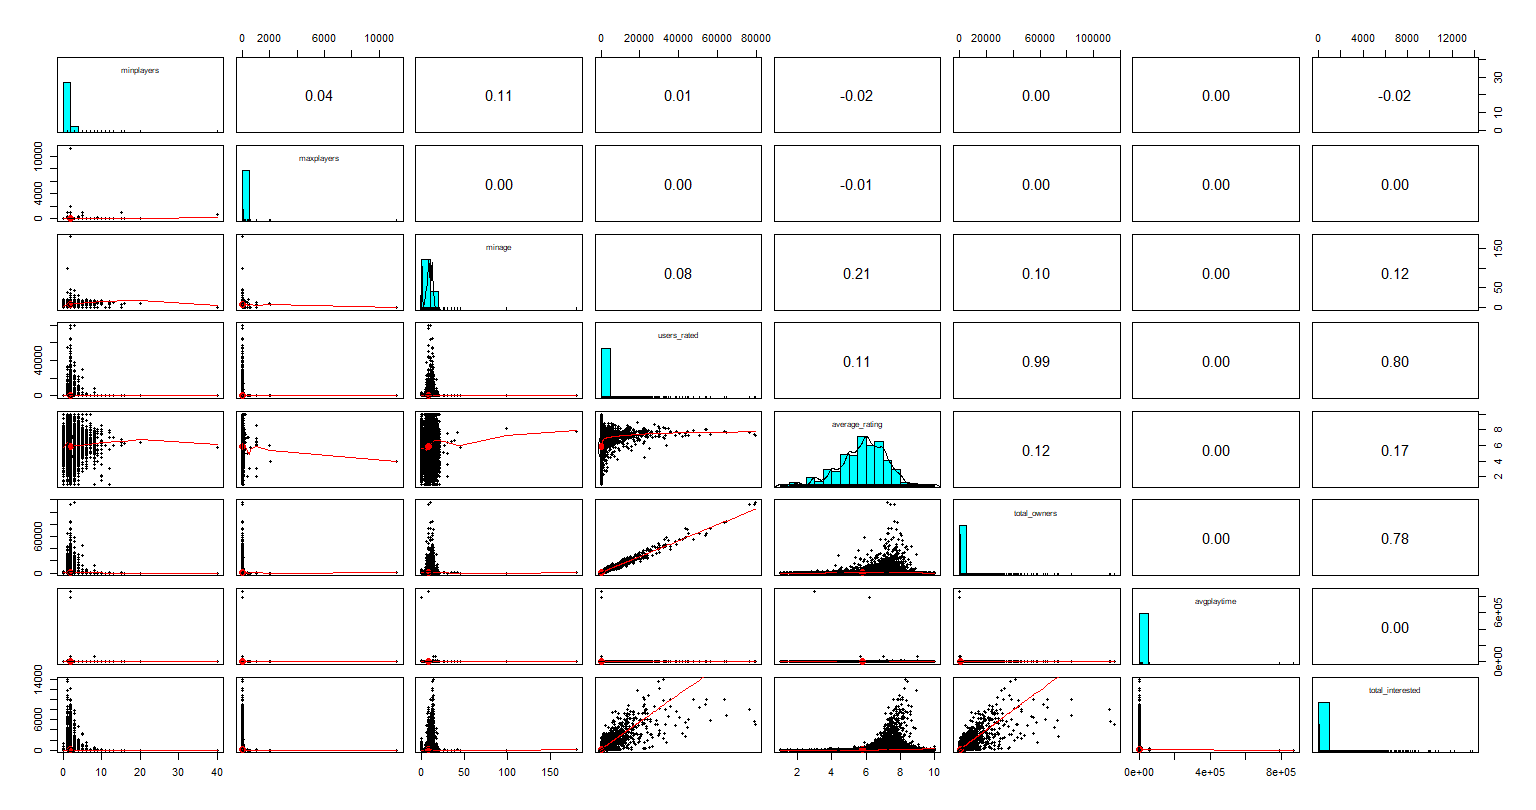 0 2000 6000 10000 0 20000 40000 60000 80000 0 20000 60000 100000 0 4000 8000 12000
minplayers 0.04 0.11 0.01 -0.02 0.00 0.00 -0.02 0 10 30
0 4000 10000 maxplayers 0.00 0.00 -0.01 0.00 0.00 0.00
minage 0.08 0.21 0.10 0.00 0.12 0 50 150
0 40000 users_rated 0.11 0.99 0.00 0.80
average_rating 0.12 0.00 0.17 2 4 6 8
0 60000 total_owners 0.00 0.78
avgplaytime 0.00 0e+00 6e+05
0 6000 14000 total_interested
0 10 20 30 40 0 50 100 150 2 4 6 8 10 0e+00 4e+05 8e+05